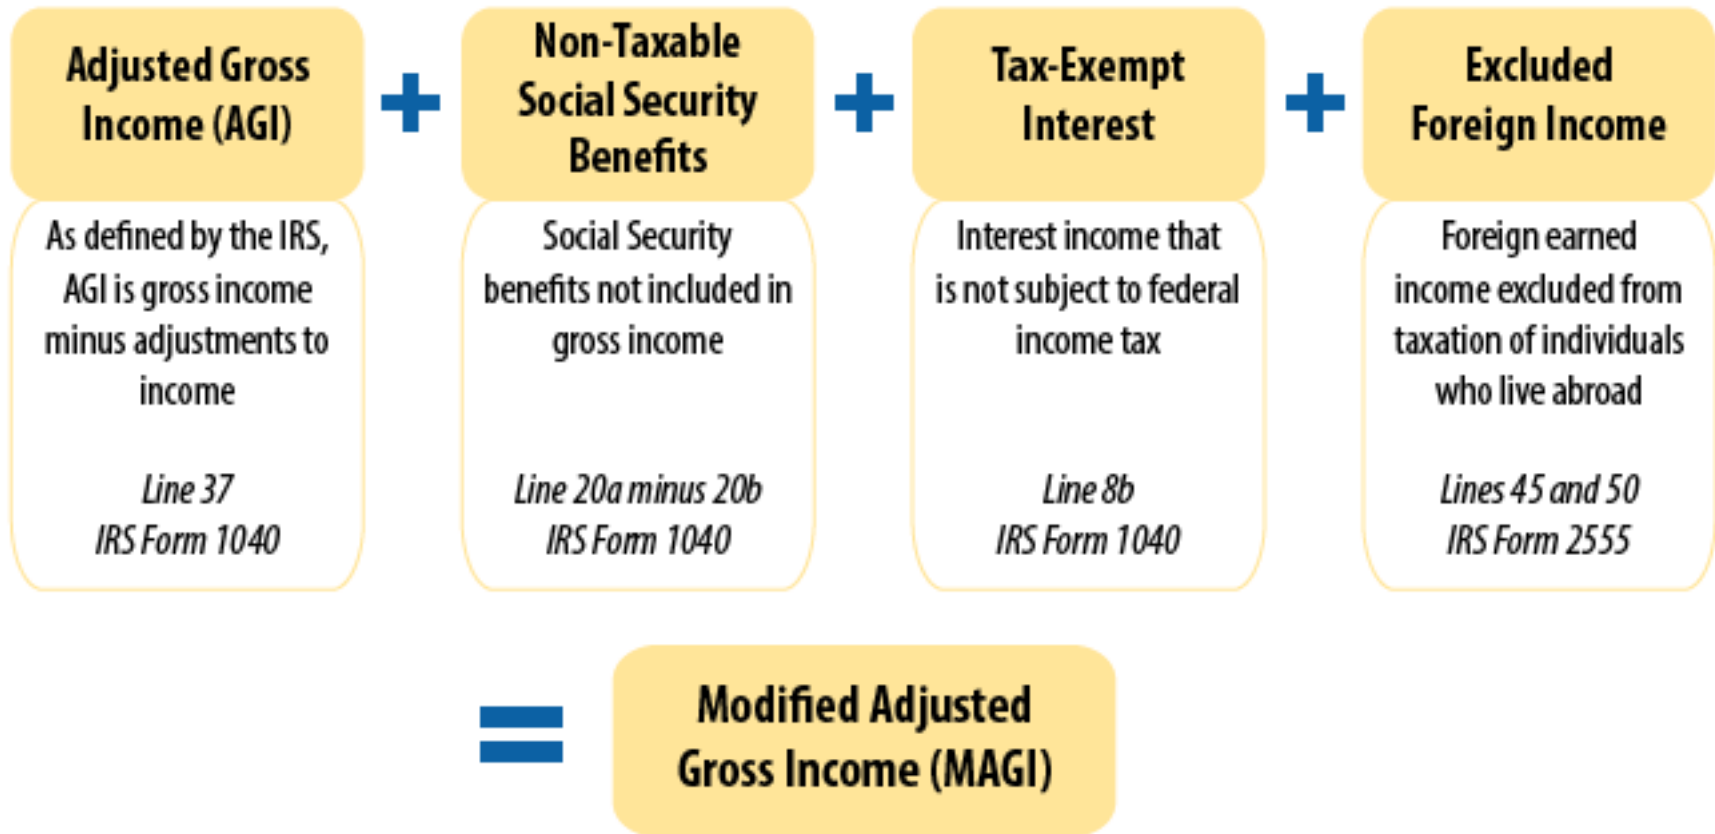 Adjusted Gross
Income (AGI)
+
Non-Taxable
Social Security
Benefits
+
Tax-Exempt
Interest
+
Excluded
Foreign Income
As defined by the IRS,
AGI is gross income
minus adjustments to
income
Line 37
IRS Form 1040
Social Security
benefits not included in
gross income
Line 20a minus 20b
IRS Form 1040
Interest income that
is not subject to federal
income tax
Line 8b
IRS Form 1040
Foreign earned
income excluded from
taxation of individuals
who live abroad
Lines 45 and 50
IRS Form 2555
=
Modified Adjusted
Gross Income (MAGI)